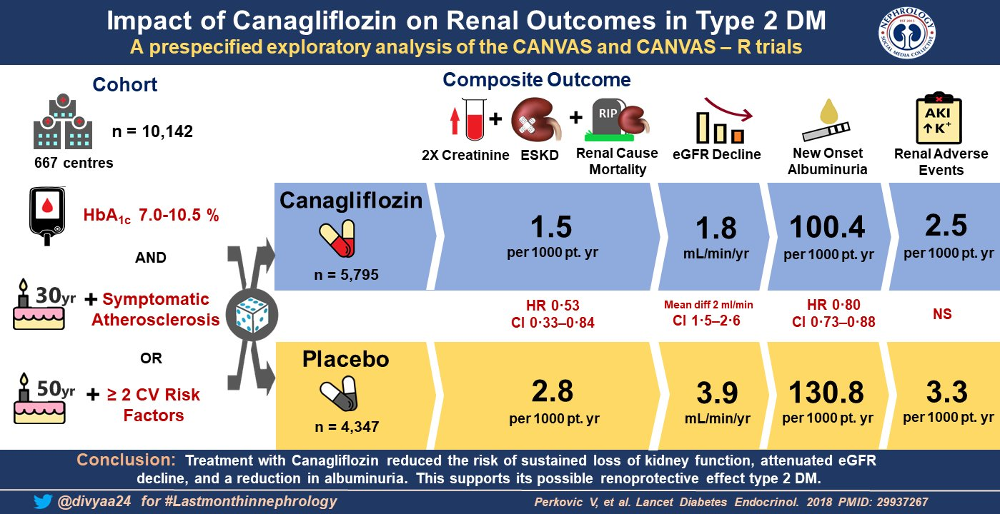 Impact of Canagliflozin on Renal Outcomes in Type 2 DM
A prespecified exploratory analysis of the CANVAS and CANVAS – R trials
NEPHROLOGY
EST 2015
SOCIAL MEDIA COLLECTIVE
Cohort
n = 10,142
667 centres
HbA1c 7.0-10.5 %
AND
30yr + Symptomatic
Atherosclerosis
OR
50yr + ≥ 2 CV Risk
Factors
Composite Outcome
+ + RIP
2X Creatinine
ESKD
Renal Cause
Mortality
eGFR Decline
New Onset
Albuminuria
AKI
↑K+
Renal Adverse
Events
Canagliflozin
n = 5,795
1.5
per 1000 pt. yr
1.8
mL/min/yr
100.4
per 1000 pt. yr
2.5
per 1000 pt. yr
HR 0·53
CI 0·33–0·84
Mean diff 2 ml/min
CI 1·5–2·6
HR 0·80
CI 0·73–0·88
NS
Placebo
n = 4,347
2.8
per 1000 pt. yr
3.9
mL/min/yr
130.8
per 1000 pt. yr
3.3
per 1000 pt. yr
Conclusion: Treatment with Canagliflozin reduced the risk of sustained loss of kidney function, attenuated eGFR
decline, and a reduction in albuminuria. This supports its possible renoprotective effect type 2 DM.
@divyaa24 for #Lastmonthinnephrology
Perkovic V, et al. Lancet Diabetes Endocrinol. 2018 PMID: 29937267